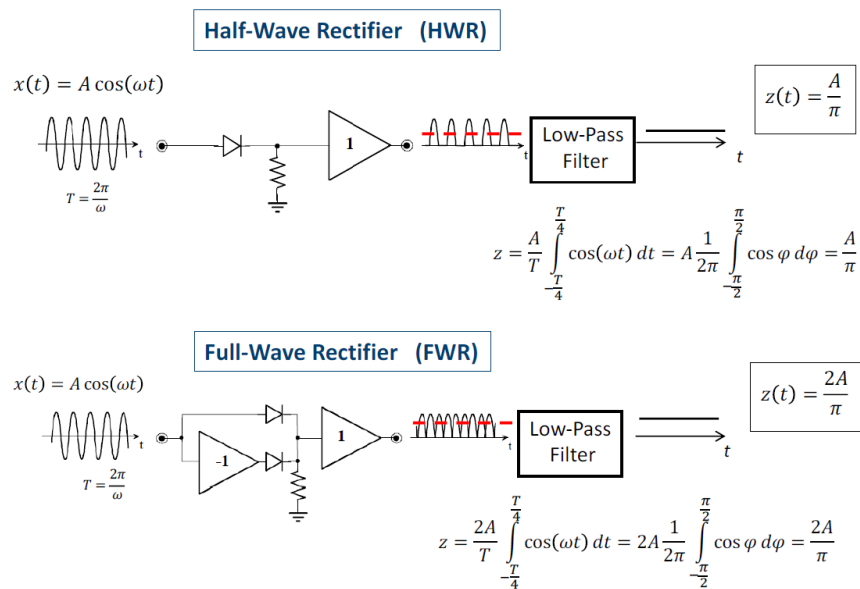 Half-Wave Rectifier (HWR)
x(t) = A cos(ωt)
t
T = 2π/ω
1
t
Low-Pass
Filter
t
z(t) = A/π
z = A/T ∫_{-T/4}^{T/4} cos(ωt) dt = A 1/2π ∫_{-π/2}^{π/2} cos φ dφ = A/π
Full-Wave Rectifier (FWR)
x(t) = A cos(ωt)
t
T = 2π/ω
-1
1
t
Low-Pass
Filter
t
z(t) = 2A/π
z = 2A/T ∫_{-T/4}^{T/4} cos(ωt) dt = 2A 1/2π ∫_{-π/2}^{π/2} cos φ dφ = 2A/π